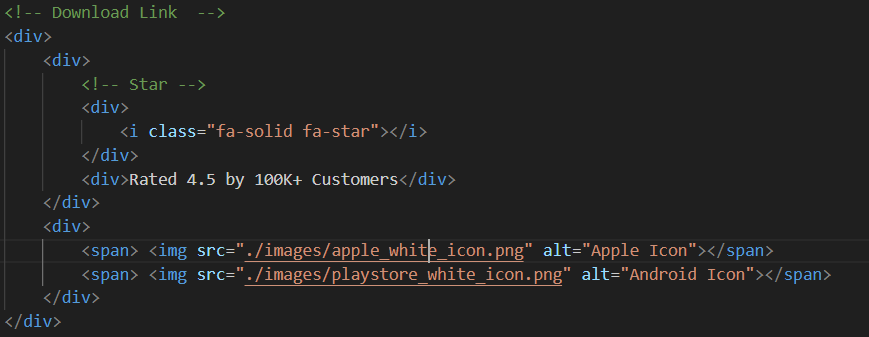 <!-- Download Link  -->
<div>
    <div>
        <!-- Star -->
        <div>
            <i class="fa-solid fa-star"></i>
        </div>
        <div>Rated 4.5 by 100K+ Customers</div>
    </div>
    <div>
        <span> <img src="./images/apple_white_icon.png" alt="Apple Icon"></span>
        <span> <img src="./images/playstore_white_icon.png" alt="Android Icon"></span>
    </div>
</div>